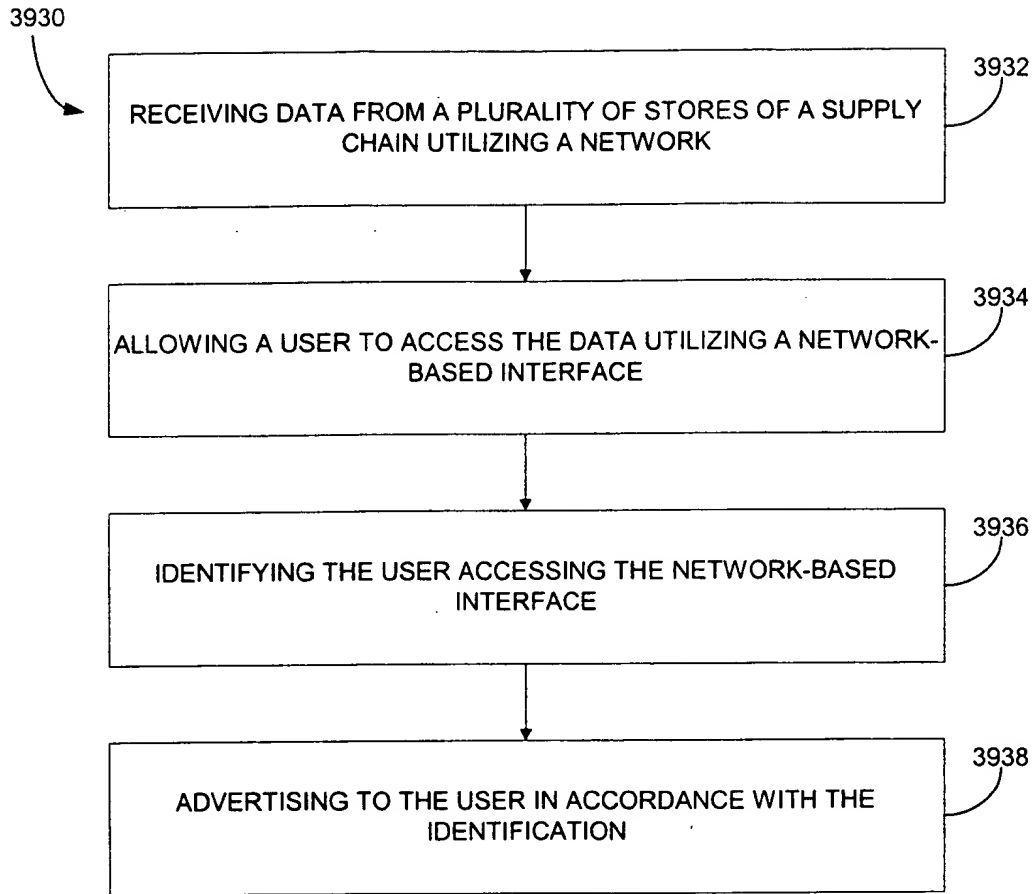 3930
3932
RECEIVING DATA FROM A PLURALITY OF STORES OF A SUPPLY
CHAIN UTILIZING A NETWORK
3934
ALLOWING A USER TO ACCESS THE DATA UTILIZING A NETWORK-
BASED INTERFACE
3936
IDENTIFYING THE USER ACCESSING THE NETWORK-BASED
INTERFACE
3938
ADVERTISING TO THE USER IN ACCORDANCE WITH THE
IDENTIFICATION